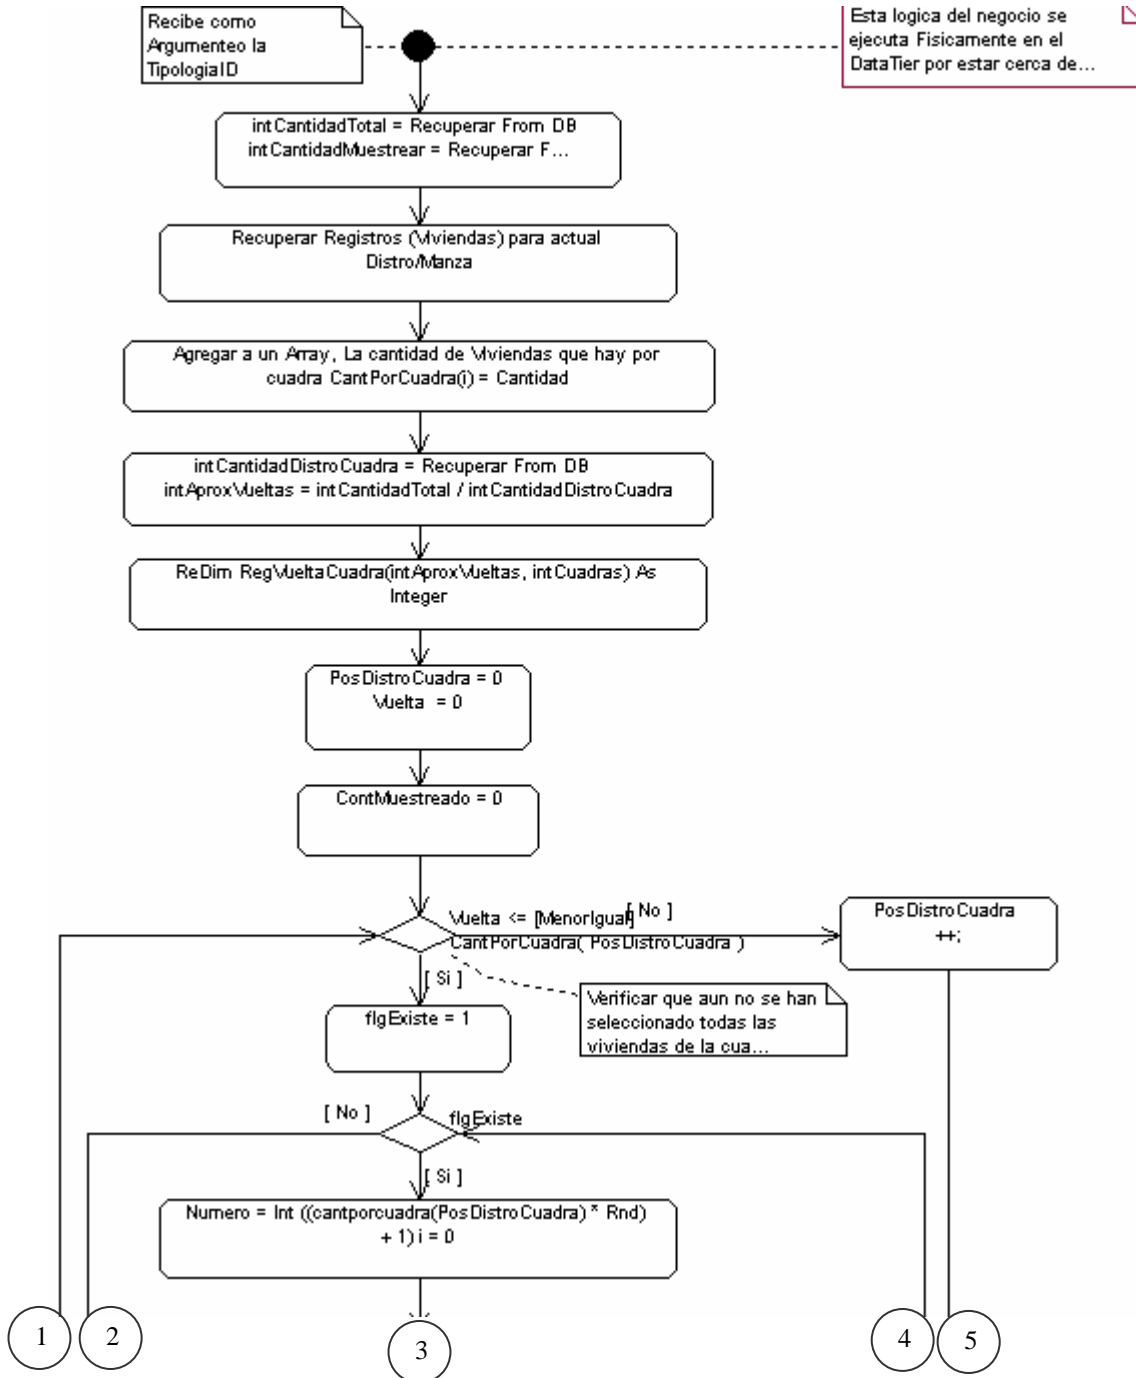 Recibe como
Argumenteo la
TipologiaID
Esta logica del negocio se
ejecuta Fisicamente en el
DataTier por estar cerca de...
intCantidadTotal = Recuperar From DB
intCantidadMuestrear = Recuperar F...
Recuperar Registros (Viviendas) para actual
Distro/Manza
Agregar a un Array, La cantidad de Viviendas que hay por
cuadra CantPorCuadra(i) = Cantidad
intCantidadDistroCuadra = Recuperar From DB
intAproxVueltas = intCantidadTotal / intCantidadDistroCuadra
ReDim RegVueltaCuadra(intAproxVueltas, intCuadras) As
Integer
PosDistroCuadra = 0
Vuelta = 0
ContMuestreado = 0
Vuelta <= [MenorIgual]
CantPorCuadra( PosDistroCuadra )
[ No ]
PosDistroCuadra
++;
[ Si ]
Verificar que aun no se han
seleccionado todas las
viviendas de la cua...
flgExiste = 1
[ No ]
flgExiste
[ Si ]
Numero = Int ((cantporcuadra(PosDistroCuadra) * Rnd)
+ 1) i = 0
1
2
3
4
5